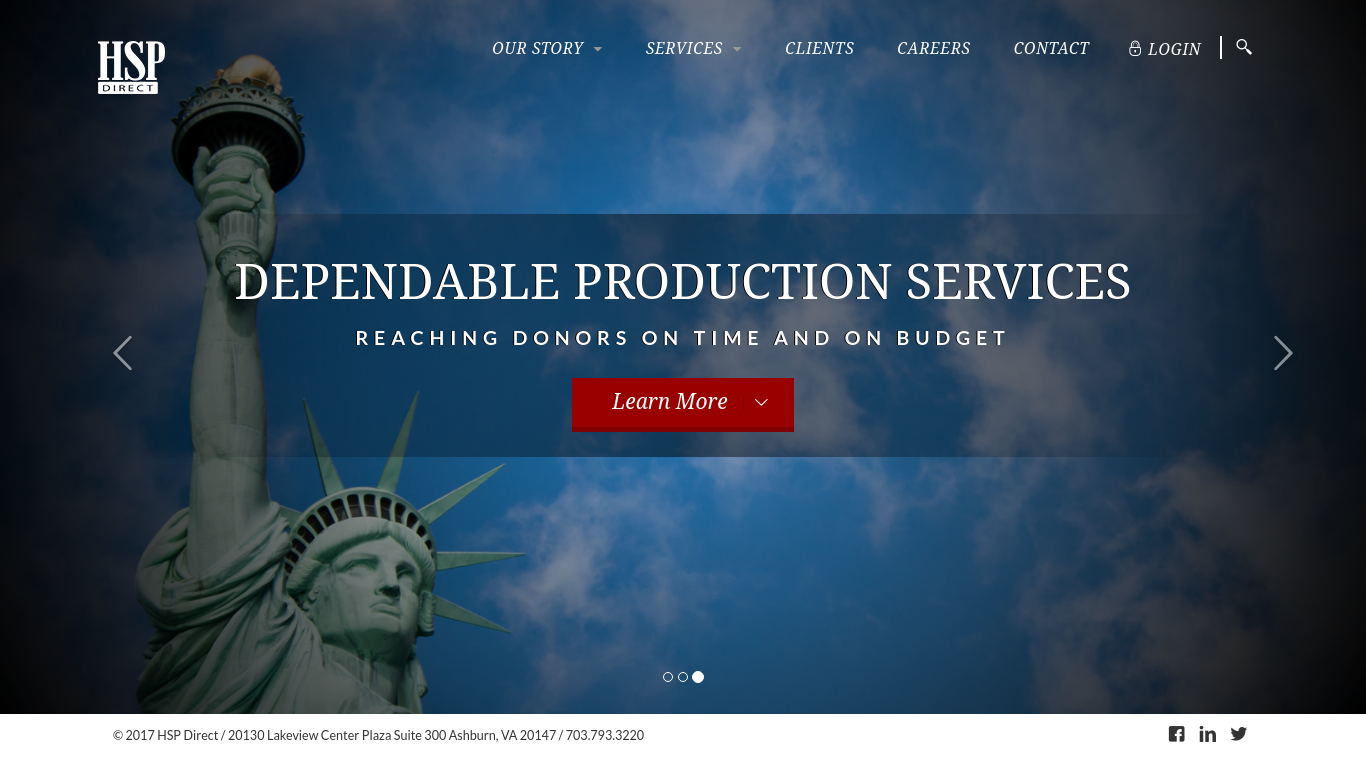 HSP
DIRECT
OUR STORY
SERVICES
CLIENTS
CAREERS
CONTACT
LOGIN
DEPENDABLE PRODUCTION SERVICES
REACHING DONORS ON TIME AND ON BUDGET
Learn More
© 2017 HSP Direct / 20130 Lakeview Center Plaza Suite 300 Ashburn, VA 20147 / 703.793.3220